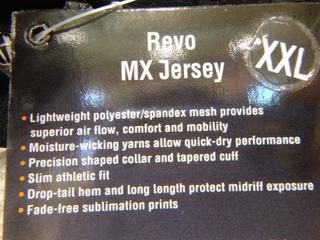 Revo
MX Jersey
XXL
• Lightweight polyester/spandex mesh provides
superior air flow, comfort and mobility
• Moisture-wicking yarns allow quick-dry performance
• Precision shaped collar and tapered cuff
• Slim athletic fit
• Drop-tail hem and long length protect midriff exposure
• Fade-free sublimation prints